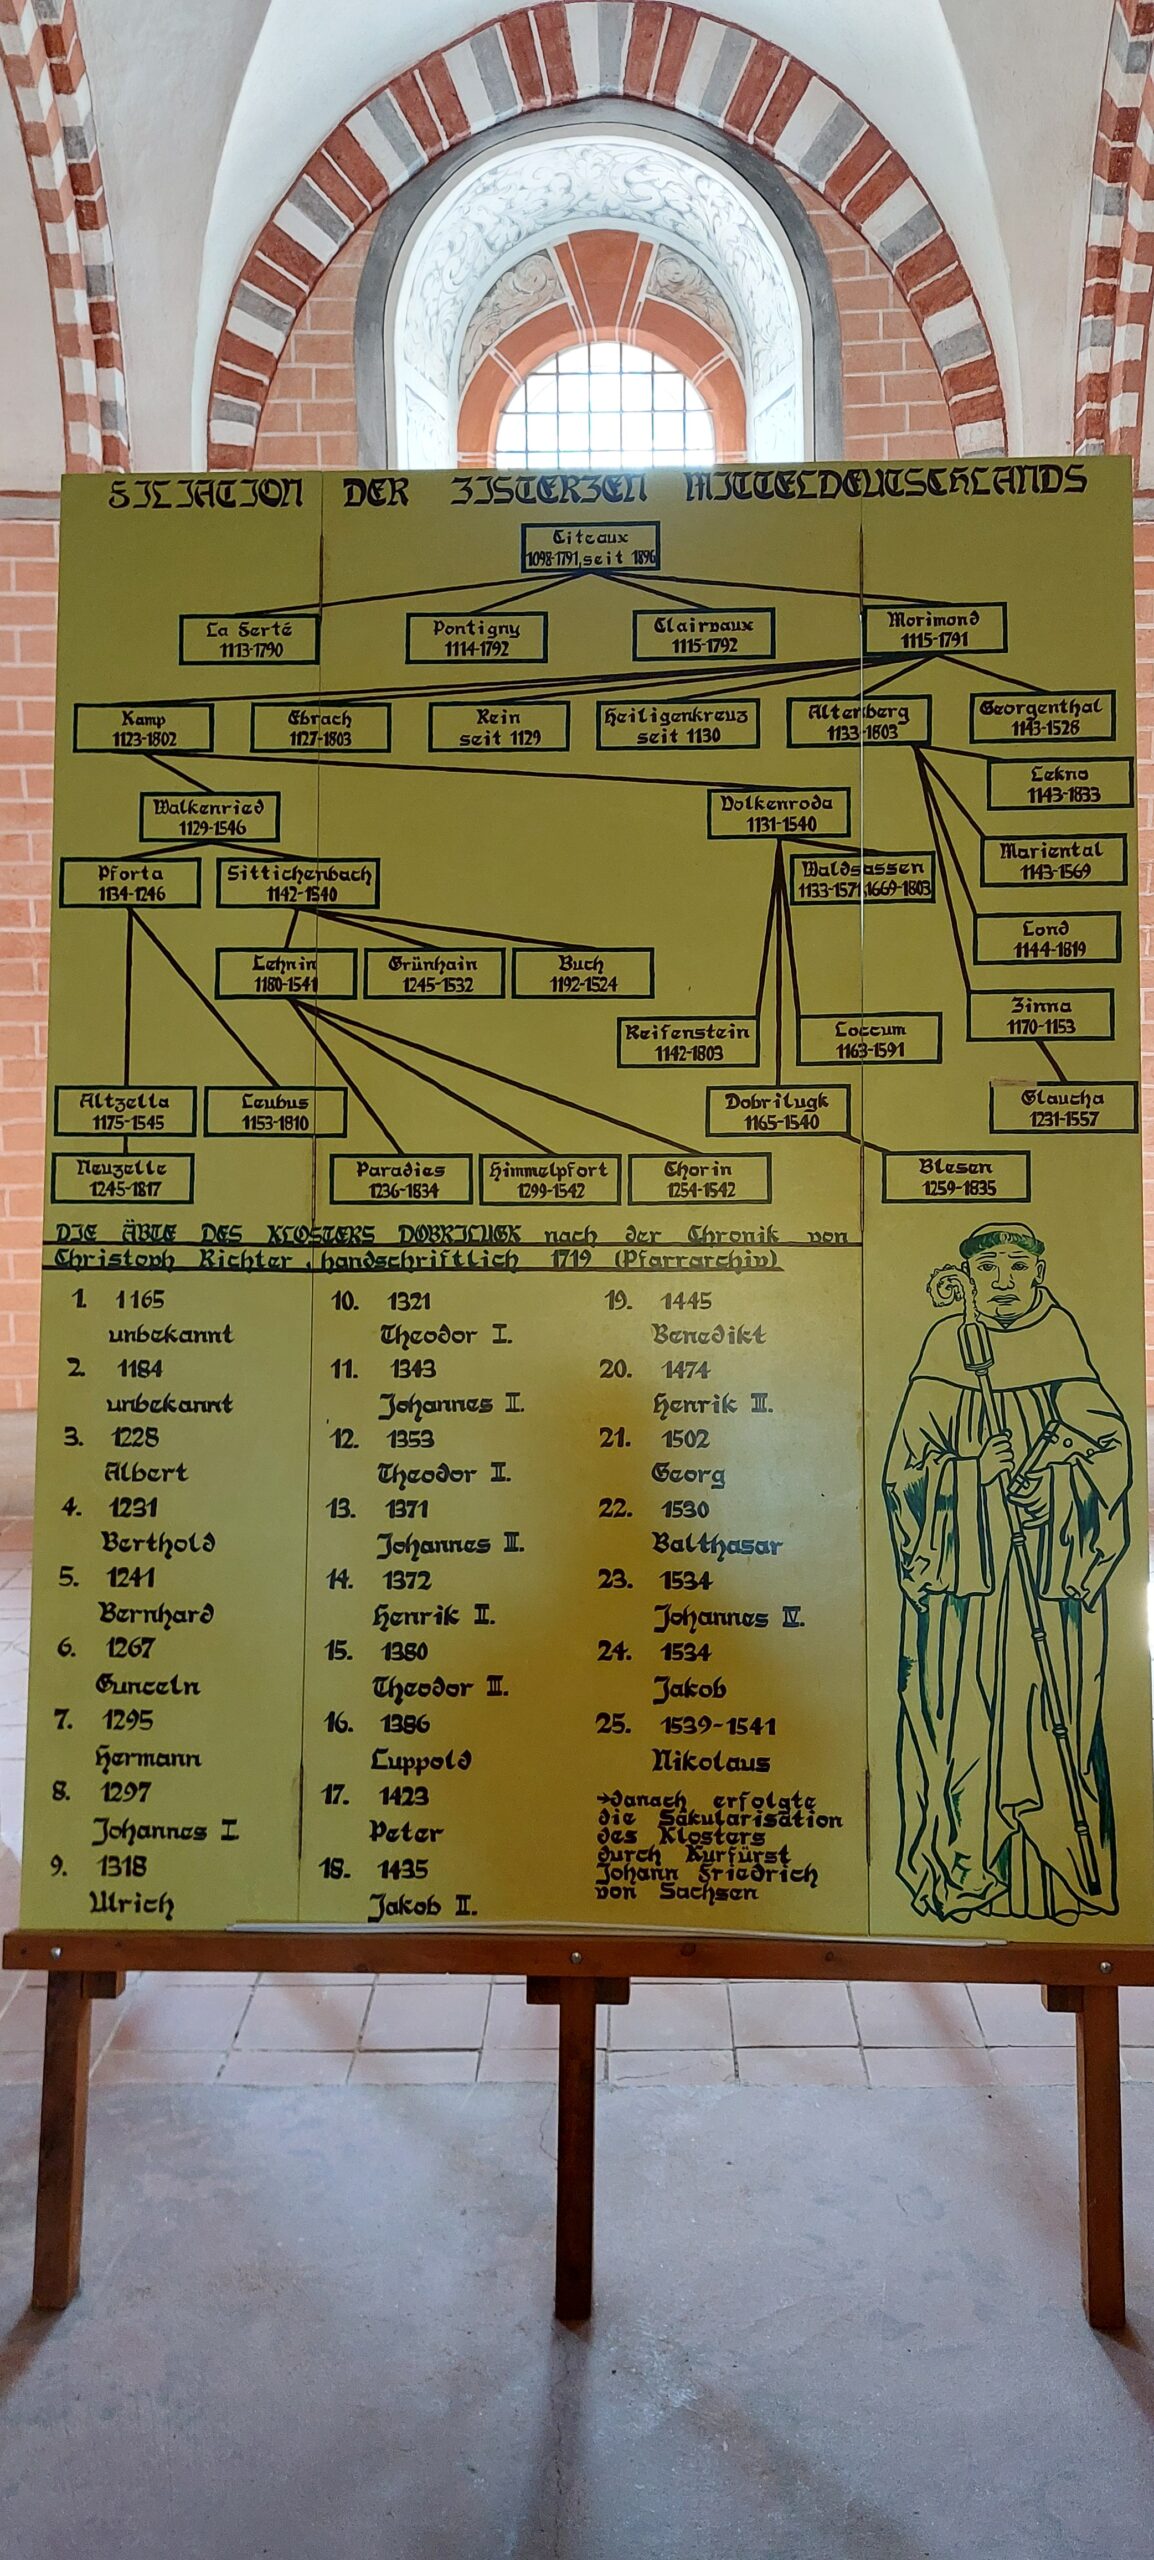 FILIATION DER ZISTERZEN MITTELDEUTSCHLANDS
Citeaux
1098-1791, seit 1896
La Ferté
1113-1790
Pontigny
1114-1792
Clairvaux
1115-1792
Morimond
1115-1791
Kamp
1123-1802
Ebrach
1127-1803
Rein
seit 1129
Heiligenkreuz
seit 1130
Altenberg
1133-1803
Georgenthal
1143-1528
Lekno
1143-1833
Walkenried
1129-1546
Volkenroda
1131-1540
Mariental
1143-1569
Pforta
1134-1246
Sittichenbach
1142-1540
Waldsassen
1133-1571,1669-1803
Lond
1144-1819
Lehnin
1180-1541
Grünhain
1245-1532
Buch
1192-1524
Zinna
1170-1153
Reifenstein
1142-1803
Loccum
1163-1591
Altzella
1175-1545
Leubus
1153-1810
Dobrilugk
1165-1540
Glaucha
1231-1557
Neuzelle
1245-1817
Paradies
1236-1834
Himmelpfort
1299-1542
Chorin
1254-1542
Blesen
1259-1835
DIE ÄBTE DES KLOSTERS DOBRILUGK nach der Chronik von
Christoph Richter, handschriftlich 1719 (Pfarrarchiv)
1. 1165
unbekannt
2. 1184
unbekannt
3. 1228
Albert
4. 1231
Berthold
5. 1241
Bernhard
6. 1267
Gunceln
7. 1295
Hermann
8. 1297
Johannes I.
9. 1318
Ulrich
10. 1321
Theodor I.
11. 1343
Johannes II.
12. 1353
Theodor II.
13. 1371
Johannes III.
14. 1372
Henrik II.
15. 1380
Theodor III.
16. 1386
Luppold
17. 1423
Peter
18. 1435
Jakob II.
19. 1445
Benedikt
20. 1474
Henrik III.
21. 1502
Georg
22. 1530
Balthasar
23. 1534
Johannes IV.
24. 1534
Jakob
25. 1539-1541
Nikolaus
→danach erfolgte
die Säkularisation
des Klosters
durch Kurfürst
Johann Friedrich
von Sachsen